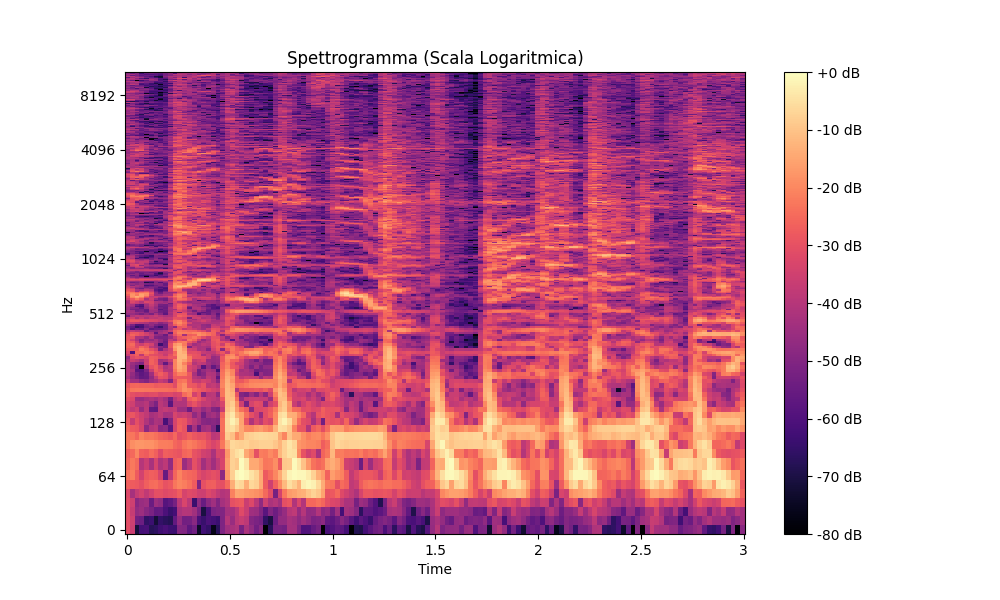 Spettrogramma (Scala Logaritmica)
Hz
8192
4096
2048
1024
512
256
128
64
0
0
0.5
1
1.5
2
2.5
3
Time
+0 dB
-10 dB
-20 dB
-30 dB
-40 dB
-50 dB
-60 dB
-70 dB
-80 dB